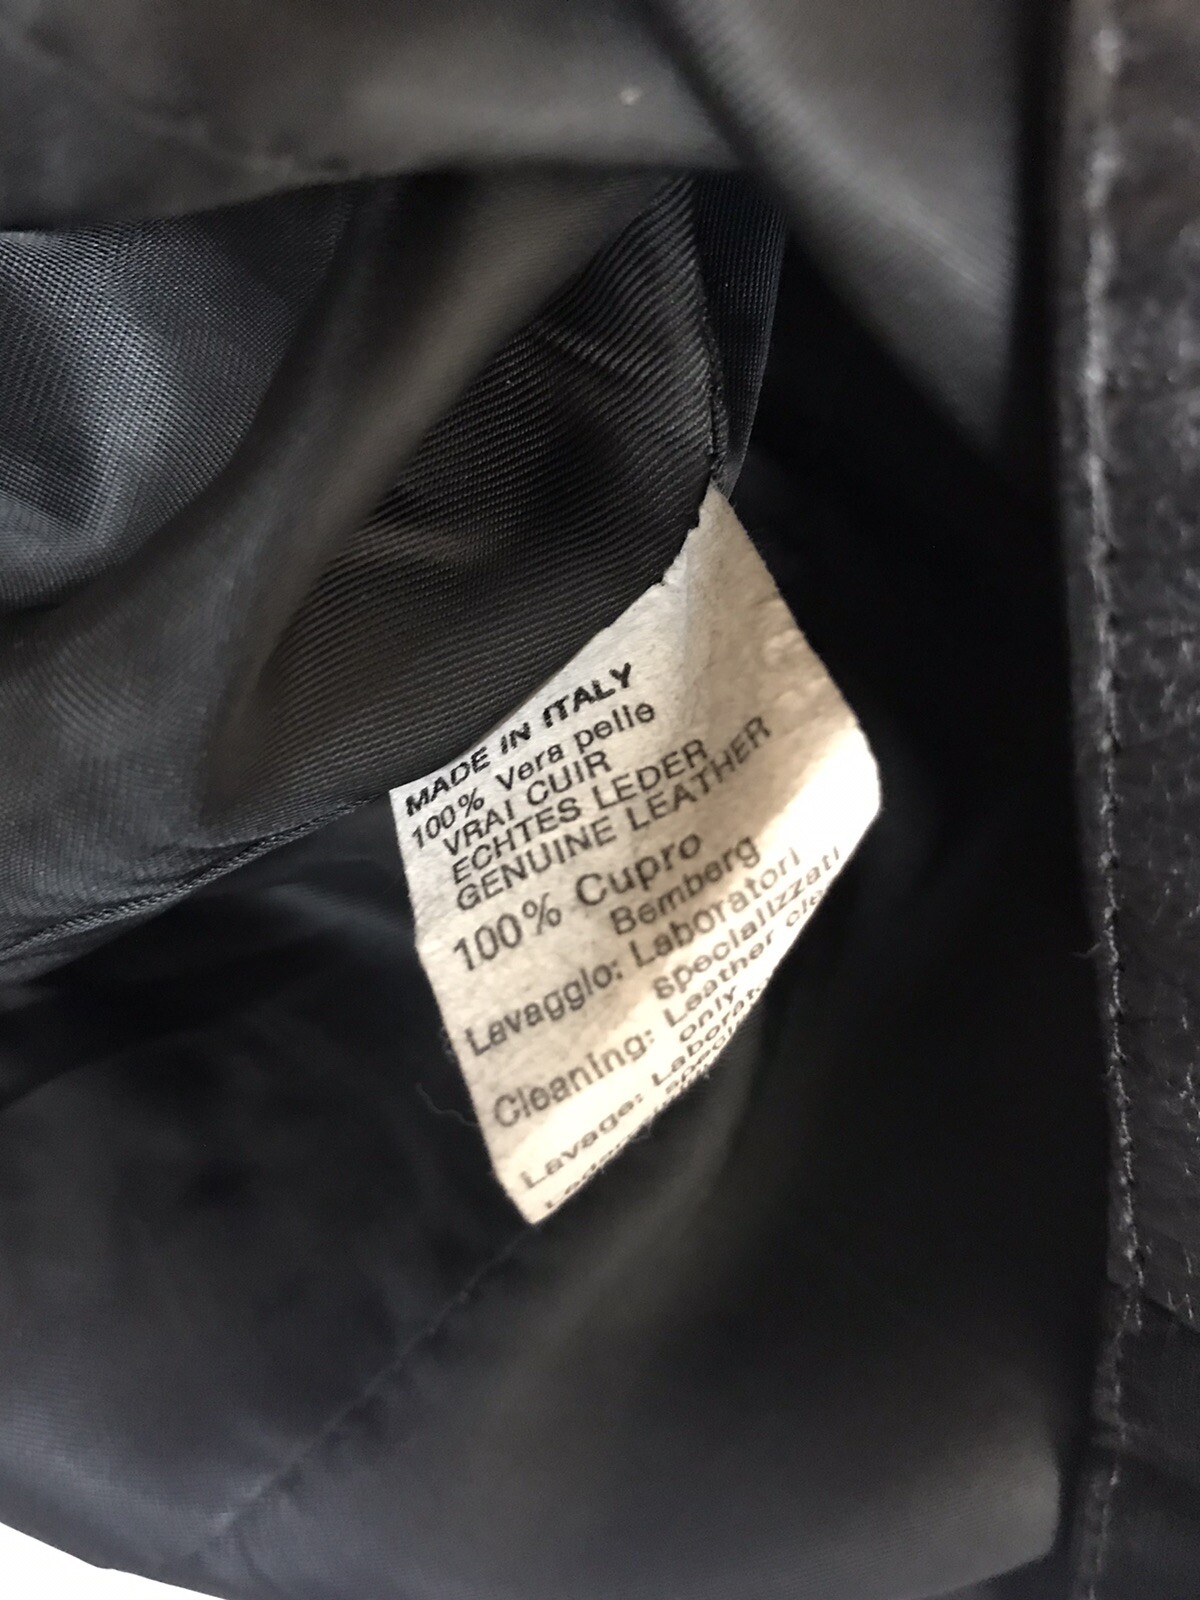 MADE IN ITALY
100% Vera pelle
VRAI CUIR
ECHTES LEDER
GENUINE LEATHER
100% Cupro
Bemberg
Lavaggio: Laboratori
specializzati
Cleaning: Leather
only
Lavage: